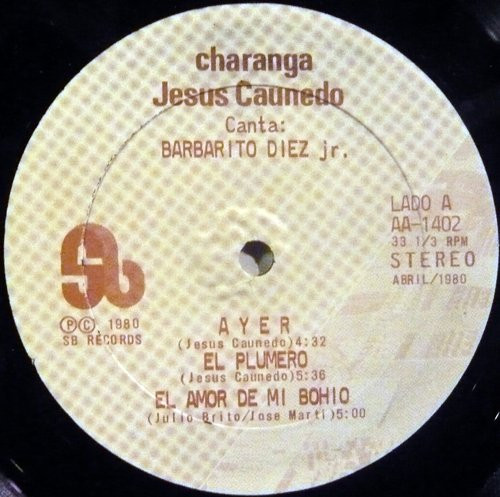 charanga
Jesus Caunedo
Canta:
BARBARITO DIEZ jr.
LADO A
AA-1402
33 1/3 RPM
STEREO
ABRIL/1980
sb
℗©, 1980
SB RECORDS
AYER
(Jesus Caunedo)4:32
EL PLUMERO
(Jesus Caunedo)5:36
EL AMOR DE MI BOHIO
(Julio Brito/Jose Marti)5:00